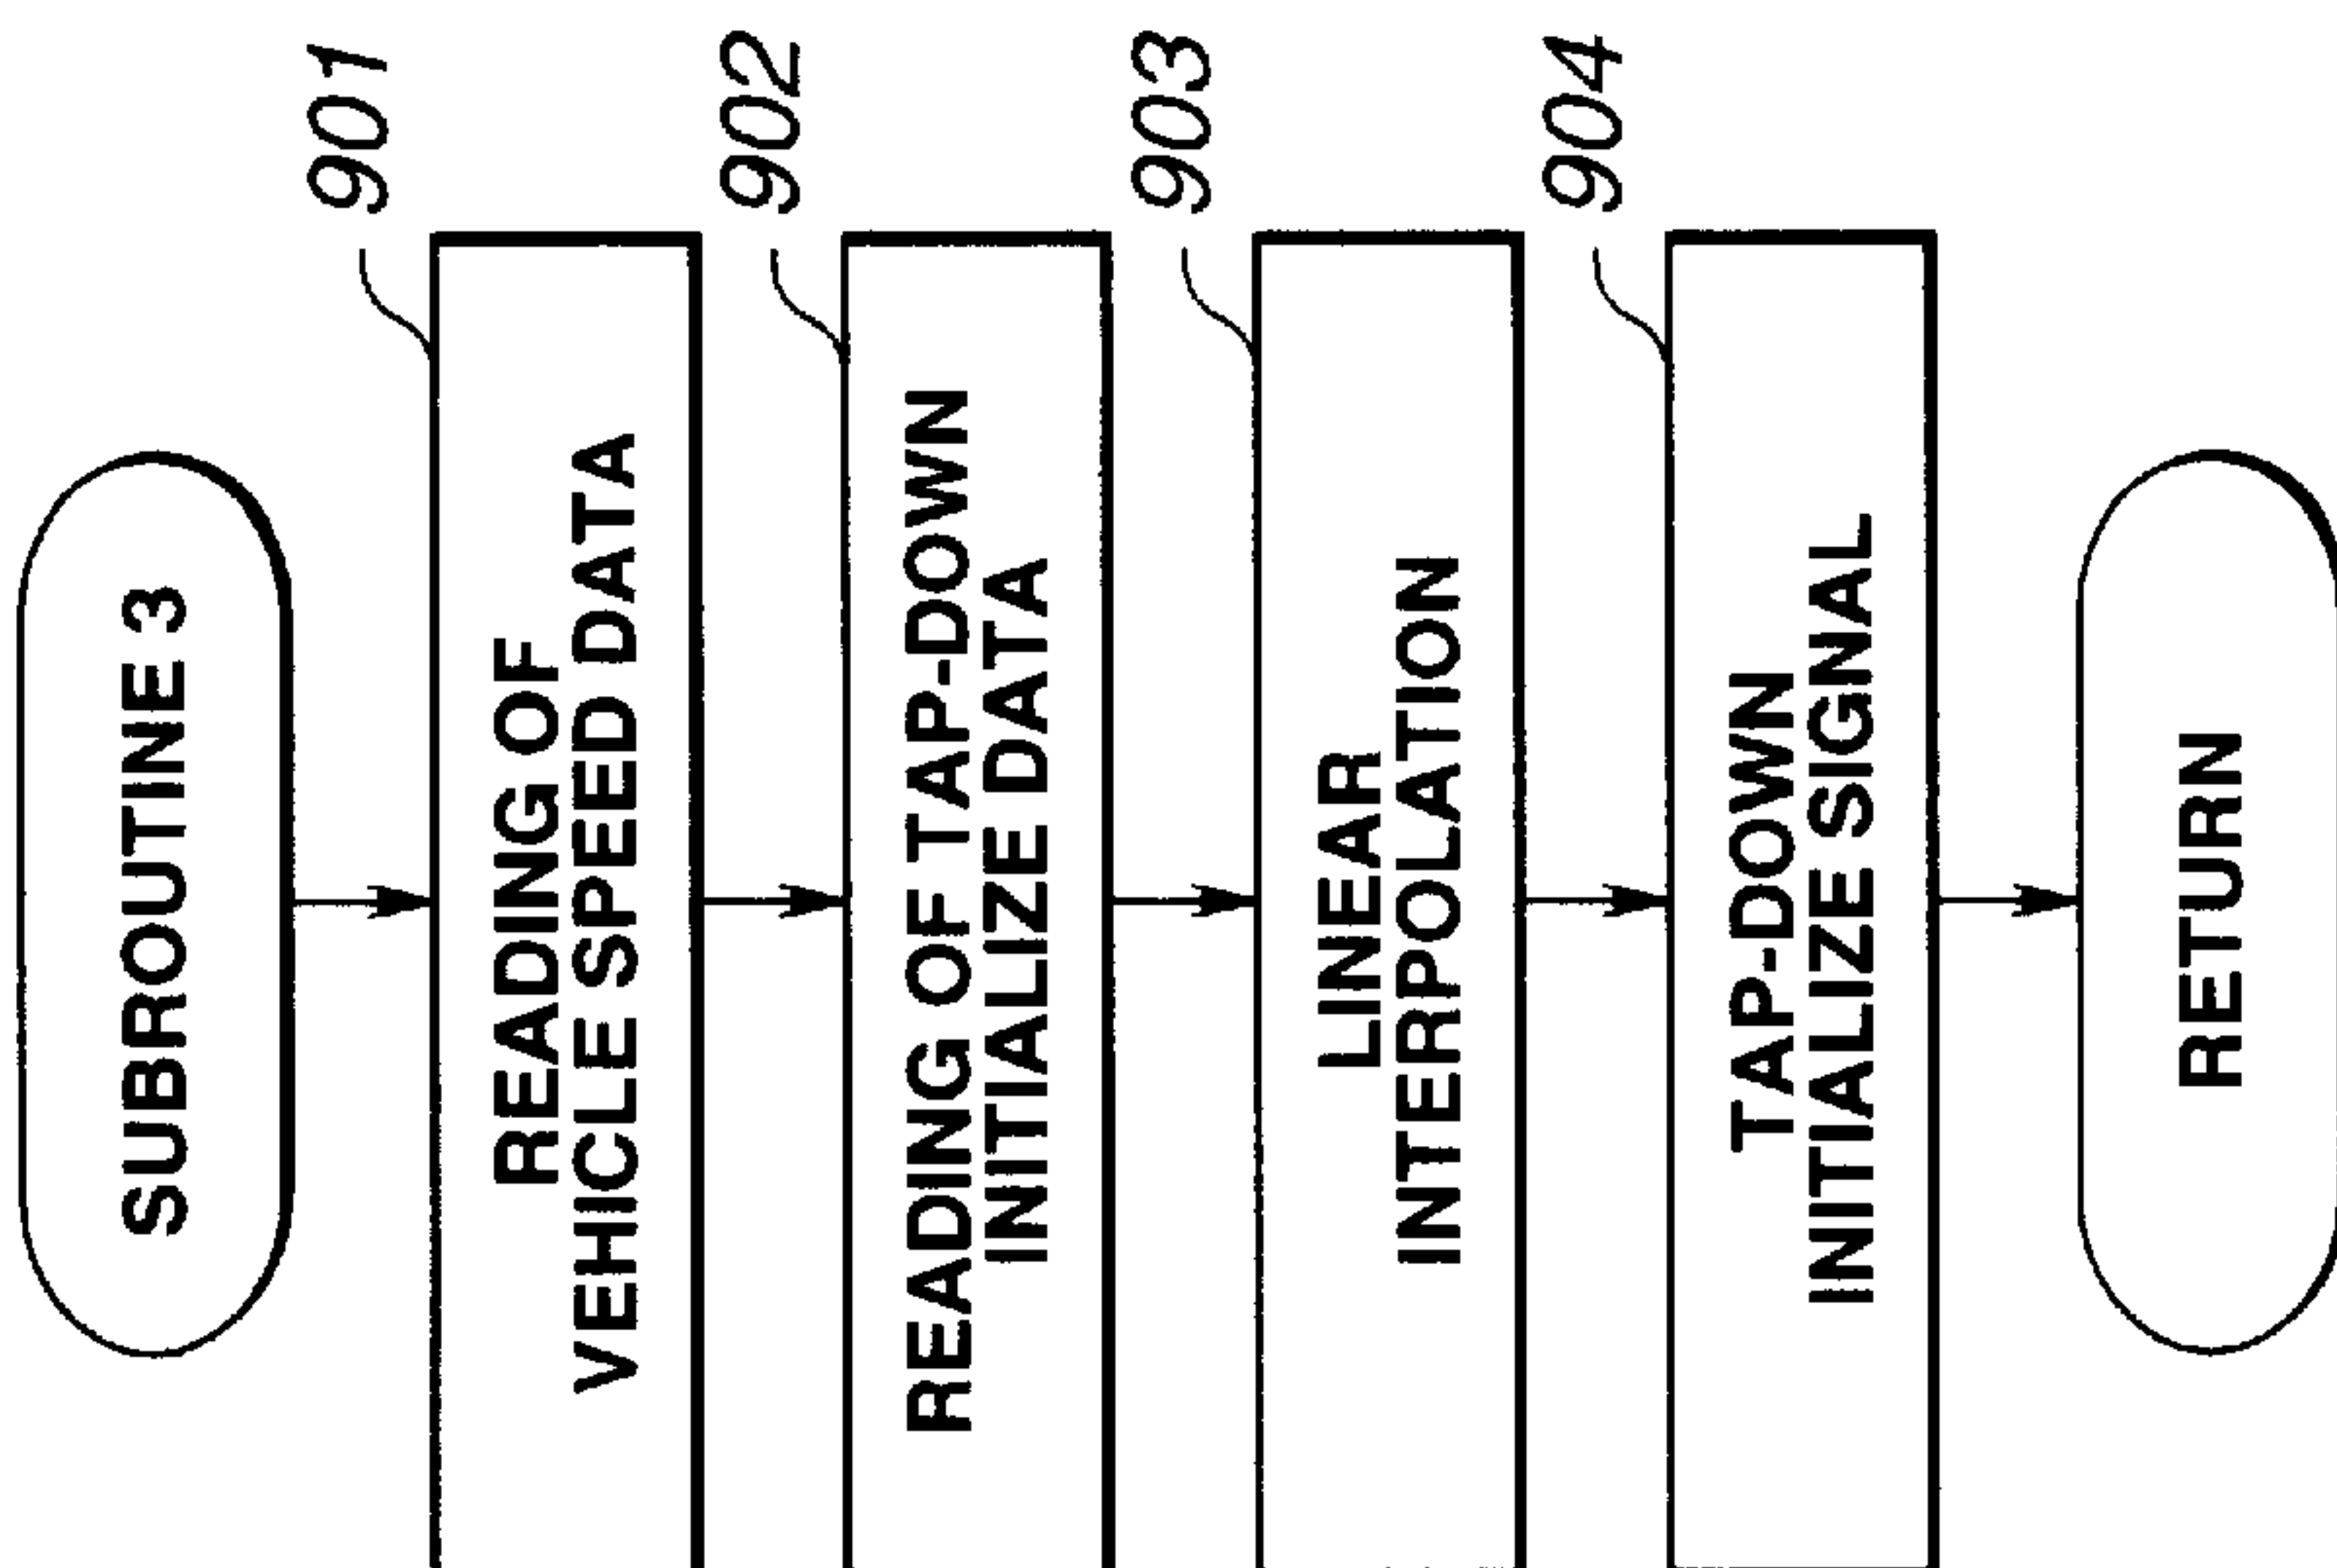 SUBROUTINE 3
901
READING OF
VEHICLE SPEED DATA
902
READING OF TAP-DOWN
INITIALIZE DATA
903
LINEAR
INTERPOLATION
904
TAP-DOWN
INITIALIZE SIGNAL
RETURN